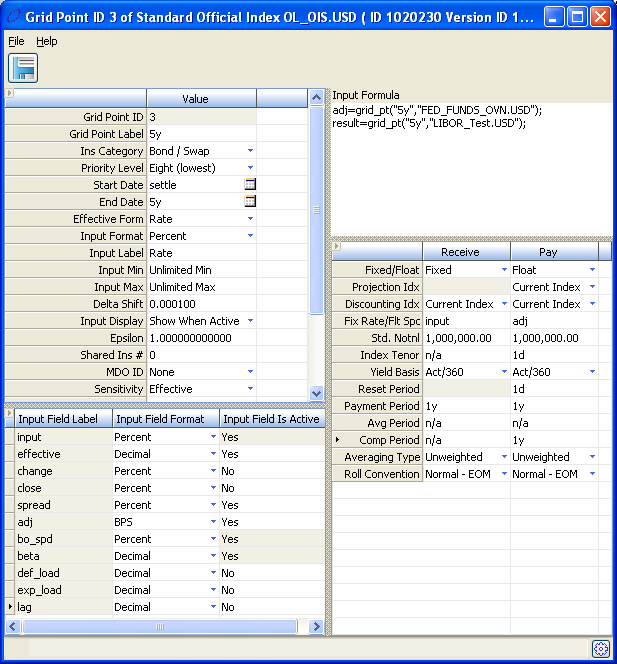 Grid Point ID 3 of Standard Official Index OL_OIS.USD ( ID 1020230 Version ID 1...
File Help
Value
Grid Point ID 3
Grid Point Label 5y
Ins Category Bond / Swap
Priority Level Eight (lowest)
Start Date settle
End Date 5y
Effective Form Rate
Input Format Percent
Input Label Rate
Input Min Unlimited Min
Input Max Unlimited Max
Delta Shift 0.000100
Input Display Show When Active
Epsilon 1.000000000000
Shared Ins # 0
MDO ID None
Sensitivity Effective
Input Field Label Input Field Format Input Field Is Active
input Percent Yes
effective Decimal Yes
change Percent No
close Percent No
spread Percent Yes
adj BPS Yes
bo_spd Percent Yes
beta Decimal Yes
def_load Decimal No
exp_load Decimal No
lag Decimal No
Input Formula
adj=grid_pt("5y","FED_FUNDS_OVN.USD");
result=grid_pt("5y","LIBOR_Test.USD");
Receive Pay
Fixed/Float Fixed Float
Projection Idx Current Index
Discounting Idx Current Index Current Index
Fix Rate/Flt Spc input adj
Std. Notnl 1,000,000.00 1,000,000.00
Index Tenor n/a 1d
Yield Basis Act/360 Act/360
Reset Period 1d
Payment Period 1y 1y
Avg Period n/a n/a
Comp Period n/a 1y
Averaging Type Unweighted Unweighted
Roll Convention Normal - EOM Normal - EOM